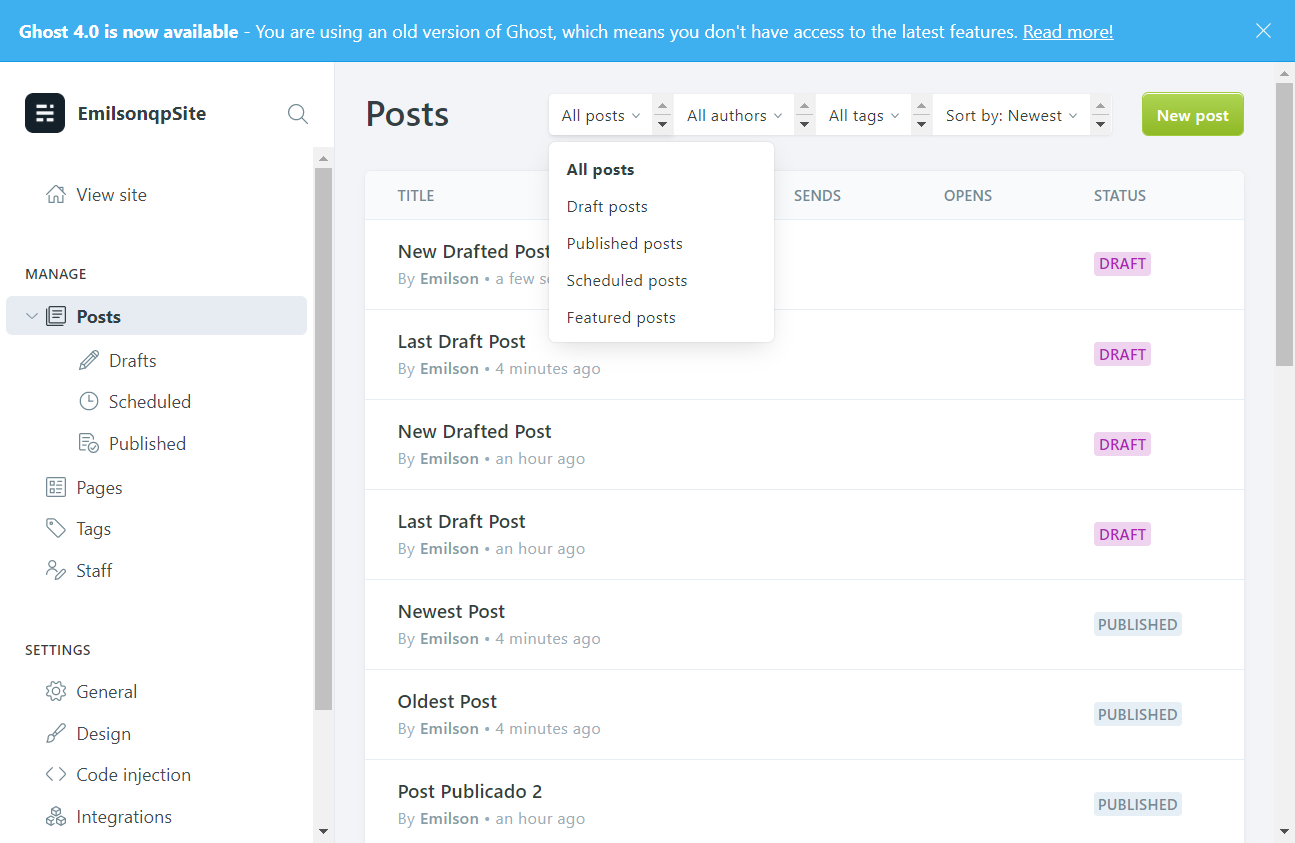 Ghost 4.0 is now available - You are using an old version of Ghost, which means you don't have access to the latest features. Read more!
EmilsonqpSite
View site
MANAGE
Posts
Drafts
Scheduled
Published
Pages
Tags
Staff
SETTINGS
General
Design
Code injection
Integrations
Posts
All posts
All authors
All tags
Sort by: Newest
New post
All posts
Draft posts
Published posts
Scheduled posts
Featured posts
TITLE SENDS OPENS STATUS
New Drafted Post
By Emilson • a few
DRAFT
Last Draft Post
By Emilson • 4 minutes ago
DRAFT
New Drafted Post
By Emilson • an hour ago
DRAFT
Last Draft Post
By Emilson • an hour ago
DRAFT
Newest Post
By Emilson • 4 minutes ago
PUBLISHED
Oldest Post
By Emilson • 4 minutes ago
PUBLISHED
Post Publicado 2
By Emilson • an hour ago
PUBLISHED